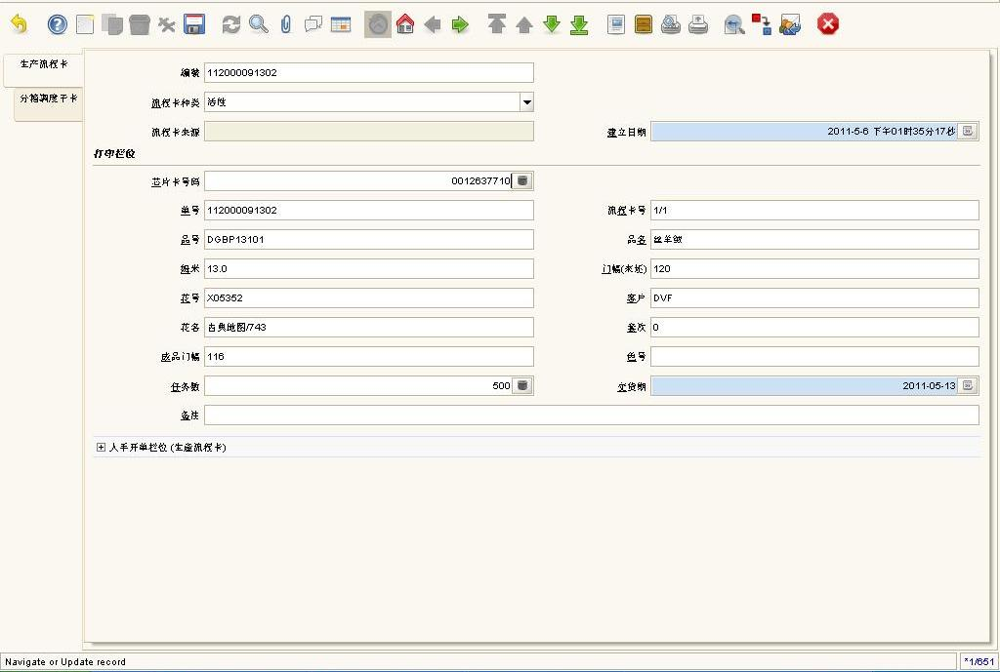 生产流程卡
分箱调度子卡
编号 112000091302
流程卡种类 活性
流程卡来源 建立日期 2011-5-6 下午01时35分17秒
打印栏位
芯片卡号码 0012637710
单号 112000091302 流程卡号 1/1
品号 DGBP13101 品名 丝羊绒
姆米 13.0 门幅(来坯) 120
花号 X05352 客户 DVF
花名 古典地图/743 套次 0
成品门幅 116 色号
任务数 500 交货期 2011-05-13
备注
人手开单栏位 (生产流程卡)
Navigate or Update record *1/651